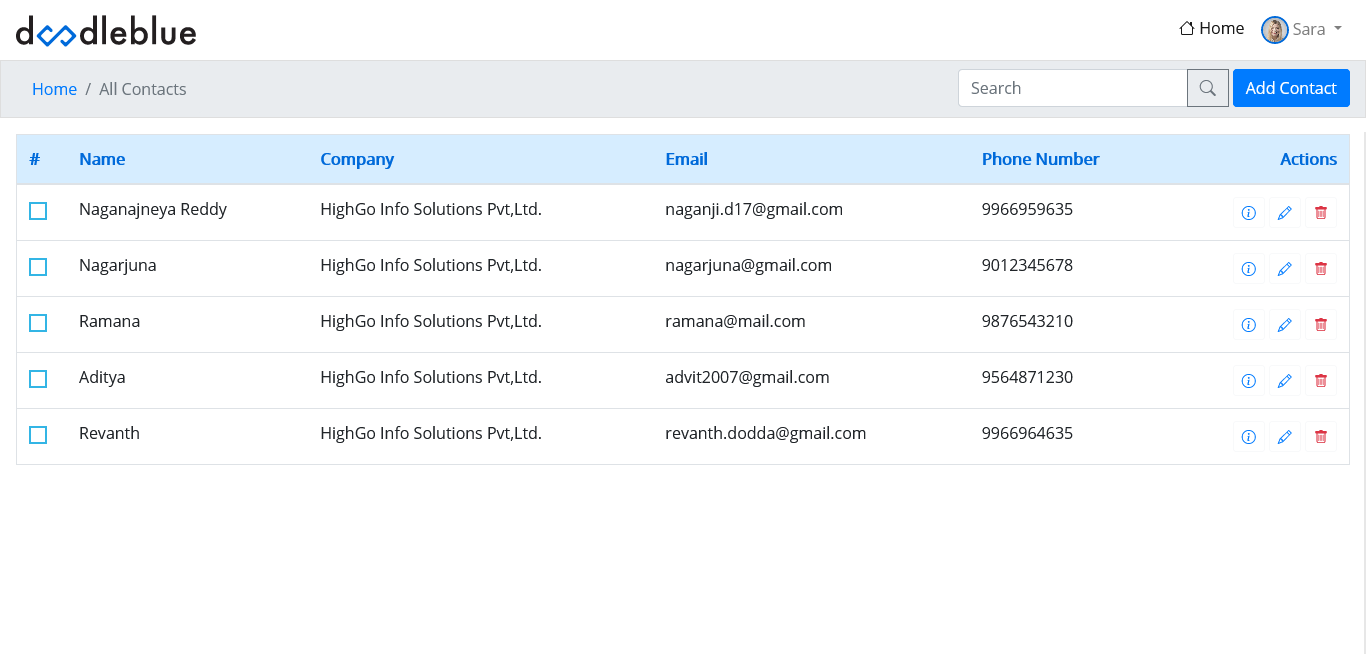 doodleblue
Home Sara
Home / All Contacts Search Add Contact
# Name Company Email Phone Number Actions
Naganajneya Reddy HighGo Info Solutions Pvt,Ltd. naganji.d17@gmail.com 9966959635
Nagarjuna HighGo Info Solutions Pvt,Ltd. nagarjuna@gmail.com 9012345678
Ramana HighGo Info Solutions Pvt,Ltd. ramana@mail.com 9876543210
Aditya HighGo Info Solutions Pvt,Ltd. advit2007@gmail.com 9564871230
Revanth HighGo Info Solutions Pvt,Ltd. revanth.dodda@gmail.com 9966964635